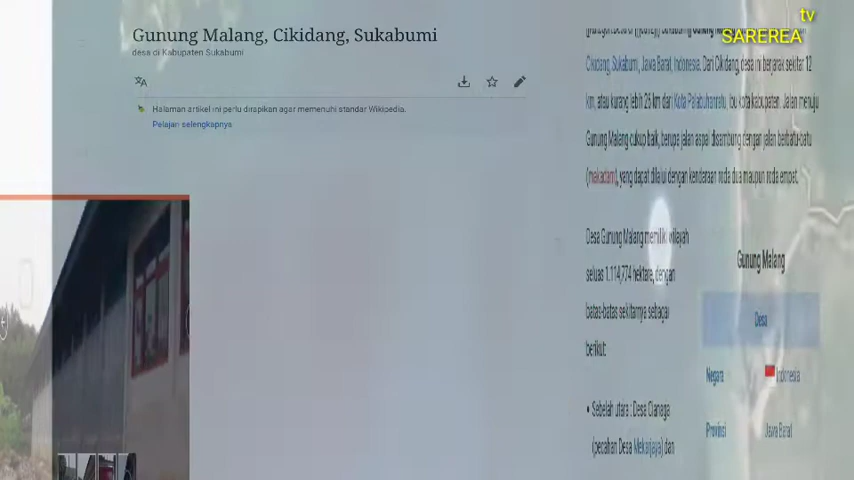 tv
SAREREA
Gunung Malang, Cikidang, Sukabumi
desa di Kabupaten Sukabumi
Halaman artikel ini perlu dirapikan agar memenuhi standar Wikipedia.
Pelajari selengkapnya
Cikidang, Sukabumi, Jawa Barat, Indonesia. Dari Cikidang, desa ini berjarak sekitar 12
km, atau kurang lebih 25 km dari Kota Palabuhanratu, ibu kota kabupaten. Jalan menuju
Gunung Malang cukup baik, berupa jalan aspal disambung dengan jalan berbatu-batu
(makadam), yang dapat dilalui dengan kendaraan roda dua maupun roda empat.
Desa Gunung Malang memiliki wilayah
seluas 1.114,774 hektare, dengan
batas-batas sekitarnya sebagai
berikut:
• Sebelah utara : Desa Cianaga
(pecahan Desa Mekarjaya) dan
Gunung Malang
Desa
Negara Indonesia
Provinsi Jawa Barat